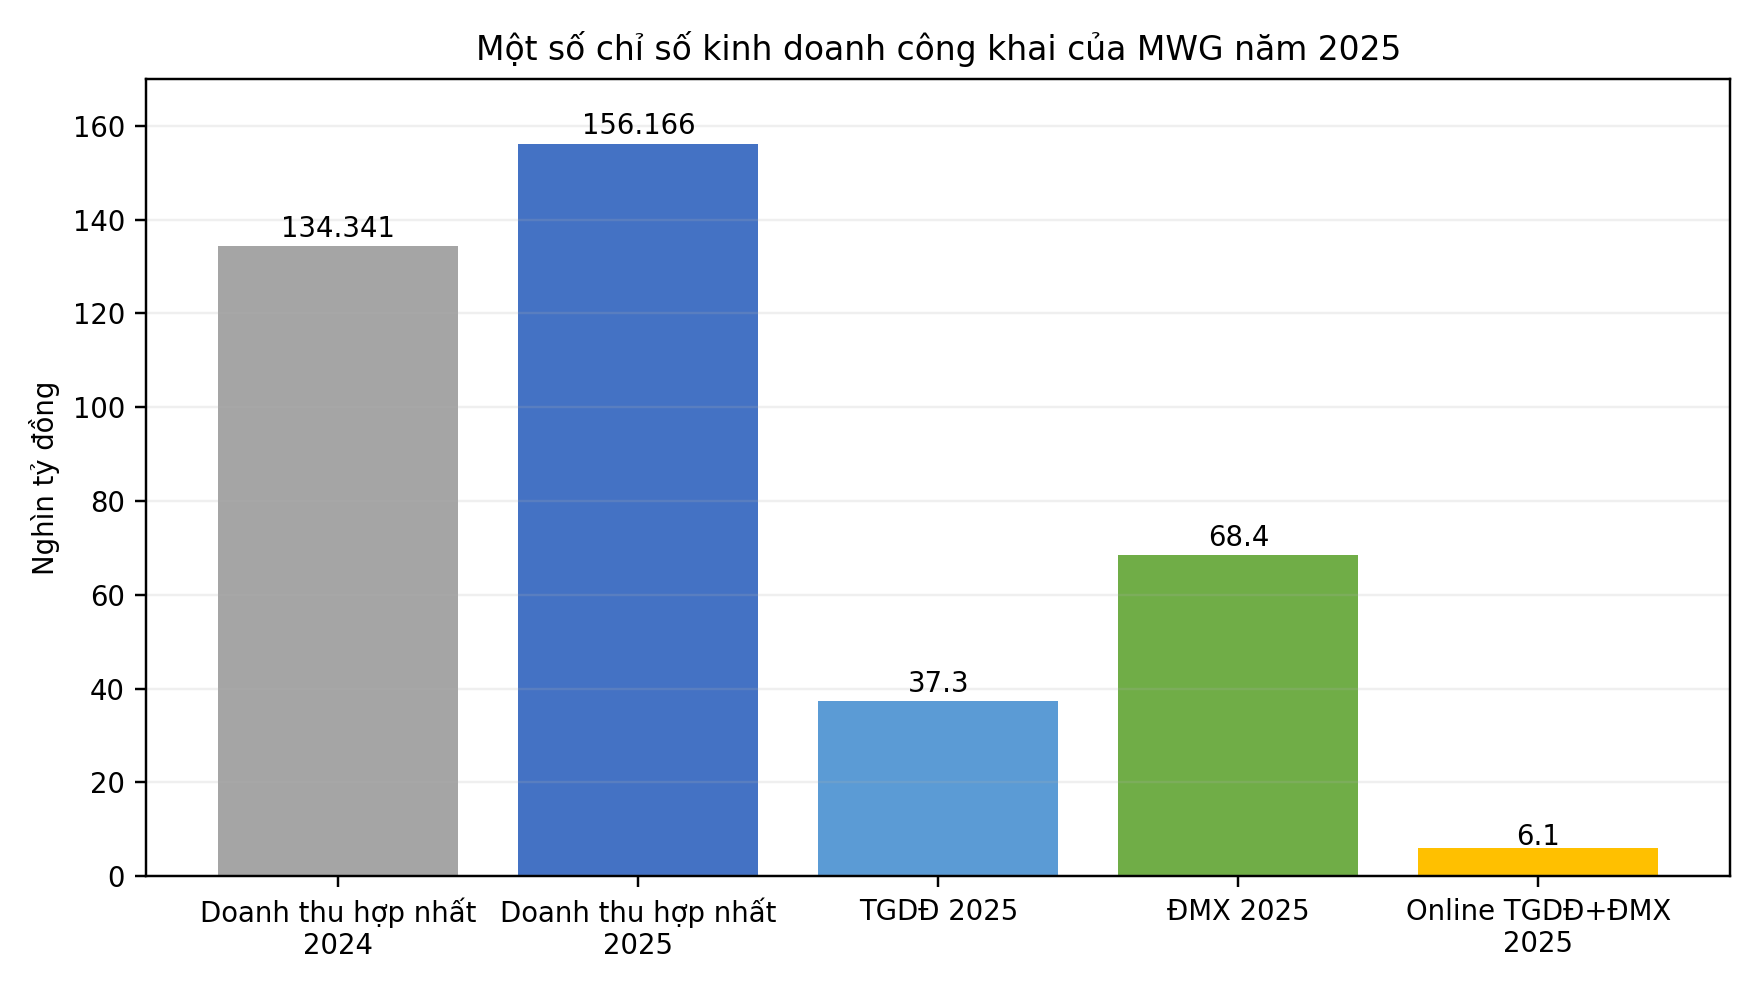 Một số chỉ số kinh doanh công khai của MWG năm 2025
Nghìn tỷ đồng
160
140
120
100
80
60
40
20
0
134.341
156.166
37.3
68.4
6.1
Doanh thu hợp nhất
2024
Doanh thu hợp nhất
2025
TGDĐ 2025
ĐMX 2025
Online TGDĐ+ĐMX
2025